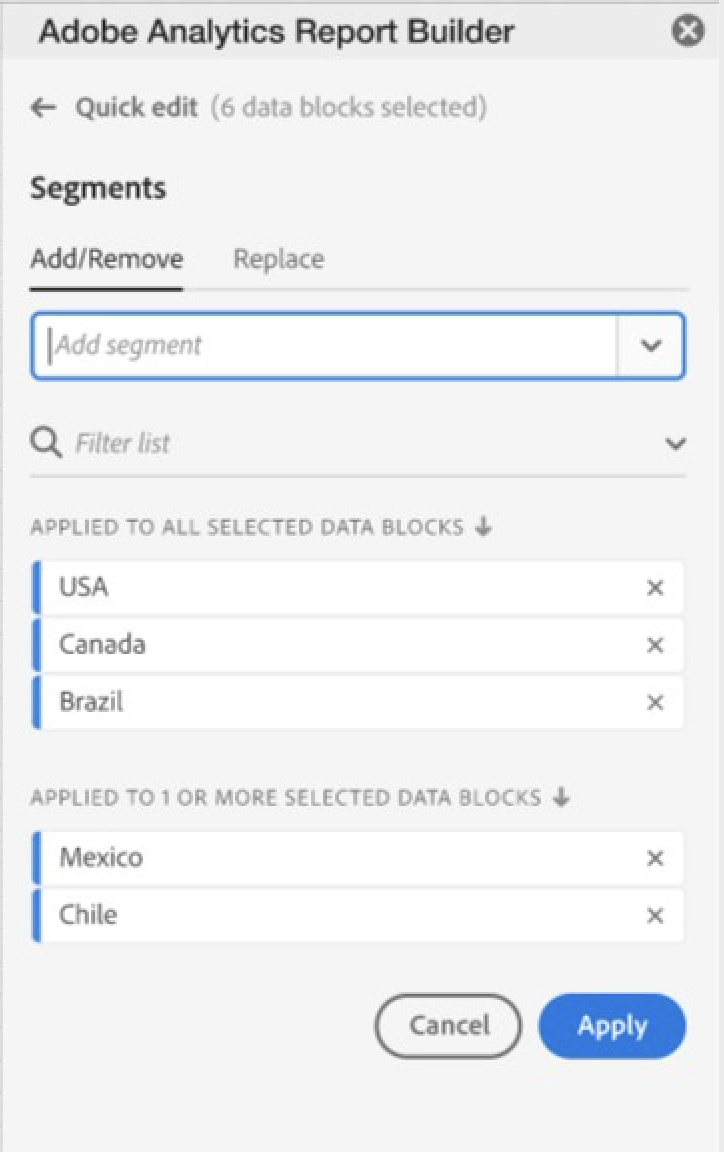 Adobe Analytics Report Builder
Quick edit (6 data blocks selected)
Segments
Add/Remove Replace
Add segment
Filter list
APPLIED TO ALL SELECTED DATA BLOCKS
USA
Canada
Brazil
APPLIED TO 1 OR MORE SELECTED DATA BLOCKS
Mexico
Chile
Cancel Apply